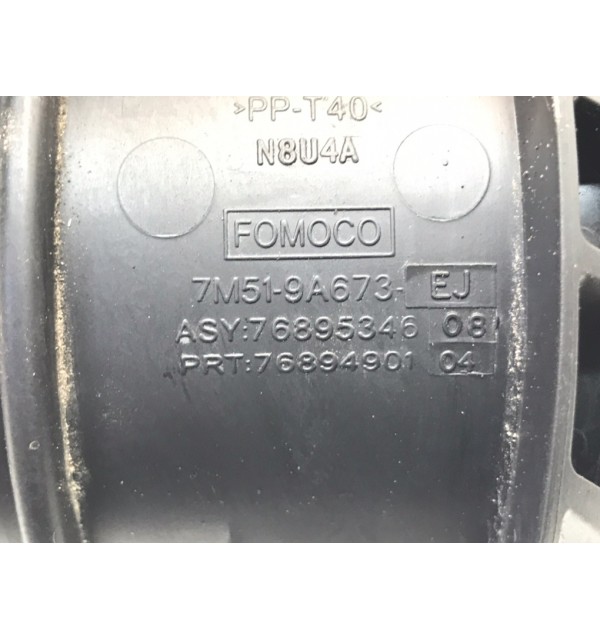 >PP-T40<
N8U4A
FOMOCO
7M51-9A673-EJ
ASY:76895346 08
PRT:76894901 04